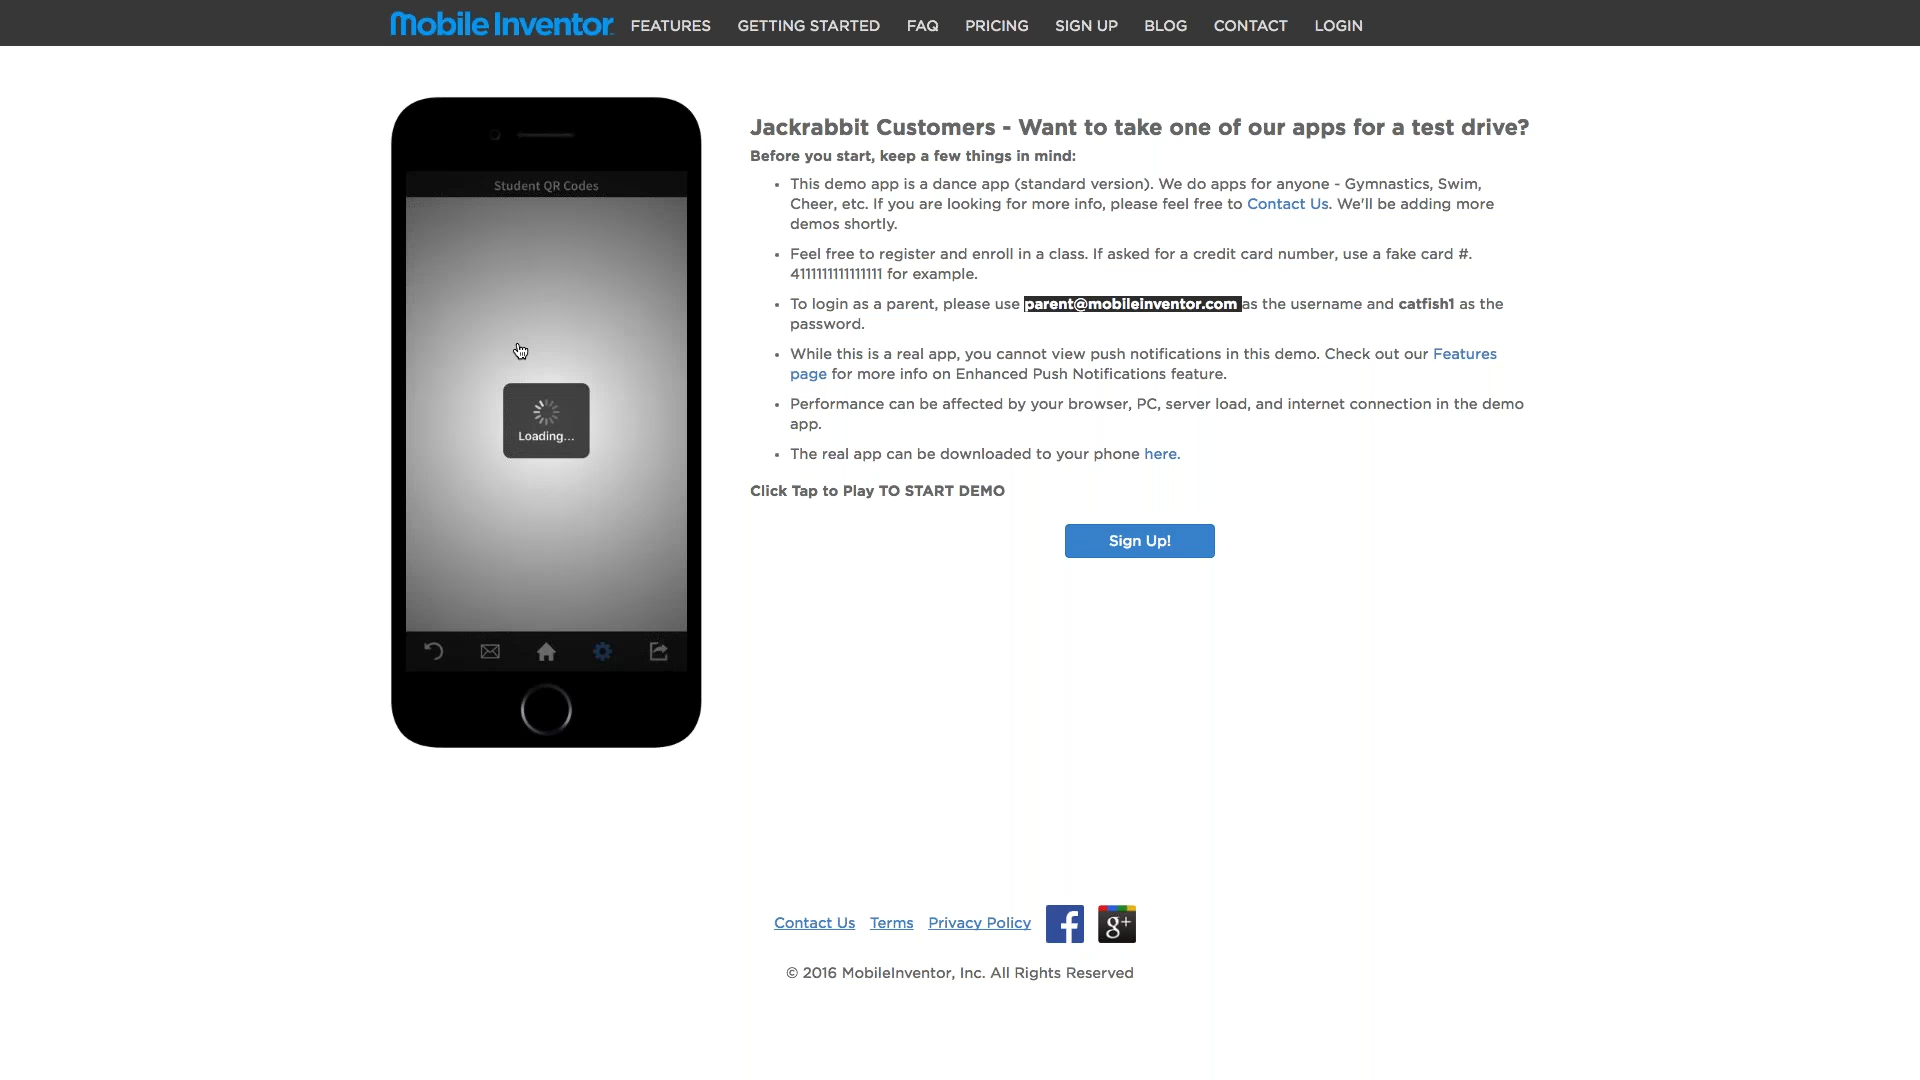 Mobile Inventor FEATURES GETTING STARTED FAQ PRICING SIGN UP BLOG CONTACT LOGIN
Student QR Codes
Loading...
Jackrabbit Customers - Want to take one of our apps for a test drive?
Before you start, keep a few things in mind:
• This demo app is a dance app (standard version). We do apps for anyone - Gymnastics, Swim,
Cheer, etc. If you are looking for more info, please feel free to Contact Us. We'll be adding more
demos shortly.
• Feel free to register and enroll in a class. If asked for a credit card number, use a fake card #.
4111111111111111 for example.
• To login as a parent, please use parent@mobileinventor.com as the username and catfish1 as the
password.
• While this is a real app, you cannot view push notifications in this demo. Check out our Features
page for more info on Enhanced Push Notifications feature.
• Performance can be affected by your browser, PC, server load, and internet connection in the demo
app.
• The real app can be downloaded to your phone here.
Click Tap to Play TO START DEMO
Sign Up!
Contact Us Terms Privacy Policy f g+
© 2016 MobileInventor, Inc. All Rights Reserved